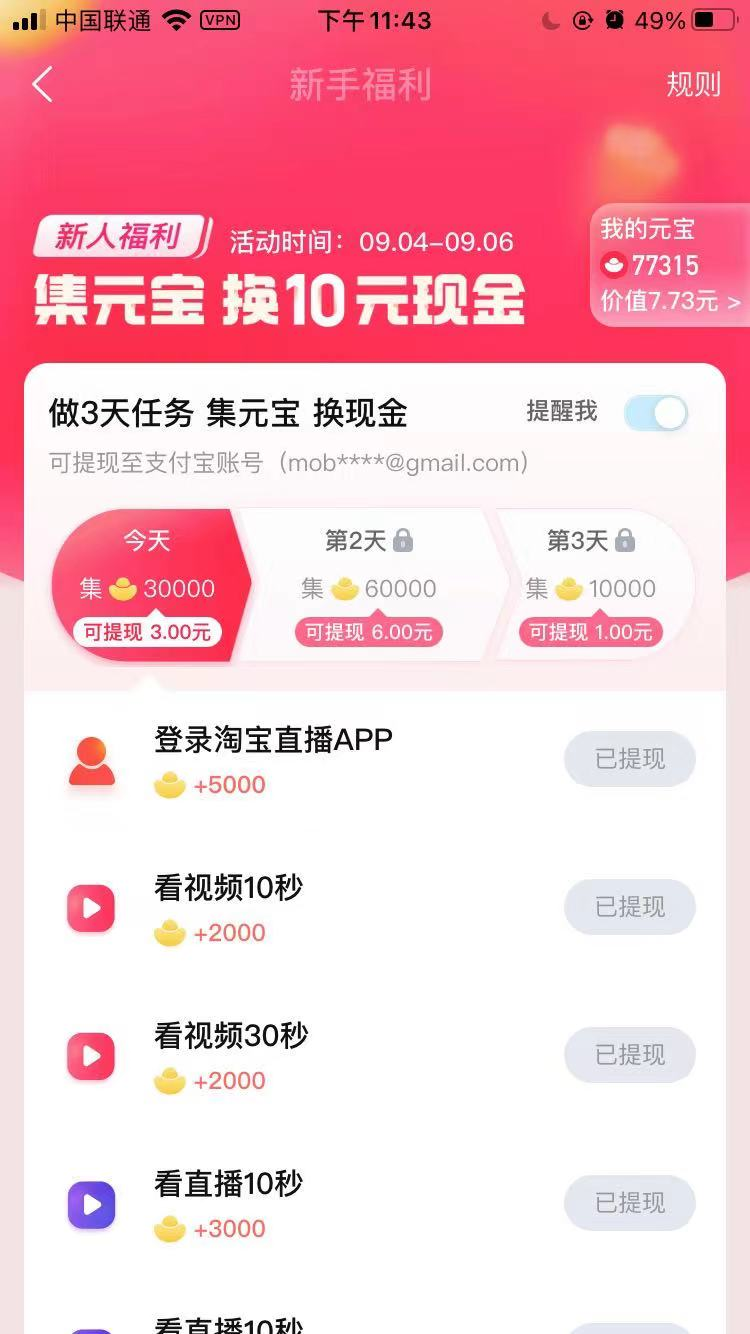 中国联通 VPN 下午11:43 49%
新手福利 规则
新人福利 活动时间：09.04-09.06
集元宝 换10元现金
我的元宝
77315
价值7.73元 >
做3天任务 集元宝 换现金 提醒我
可提现至支付宝账号（mob****@gmail.com）
今天 第2天 第3天
集 30000 集 60000 集 10000
可提现 3.00元 可提现 6.00元 可提现 1.00元
登录淘宝直播APP
+5000
已提现
看视频10秒
+2000
已提现
看视频30秒
+2000
已提现
看直播10秒
+3000
已提现
看直播10秒